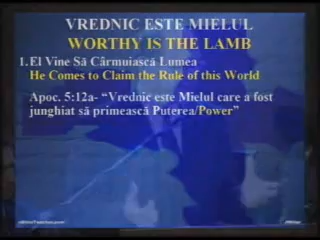 VREDNIC ESTE MIELUL
WORTHY IS THE LAMB
1. El Vine Să Cârmuiască Lumea
He Comes to Claim the Rule of this World
Apoc. 5:12a- “Vrednic este Mielul care a fost
junghiat să primească Puterea/Power”